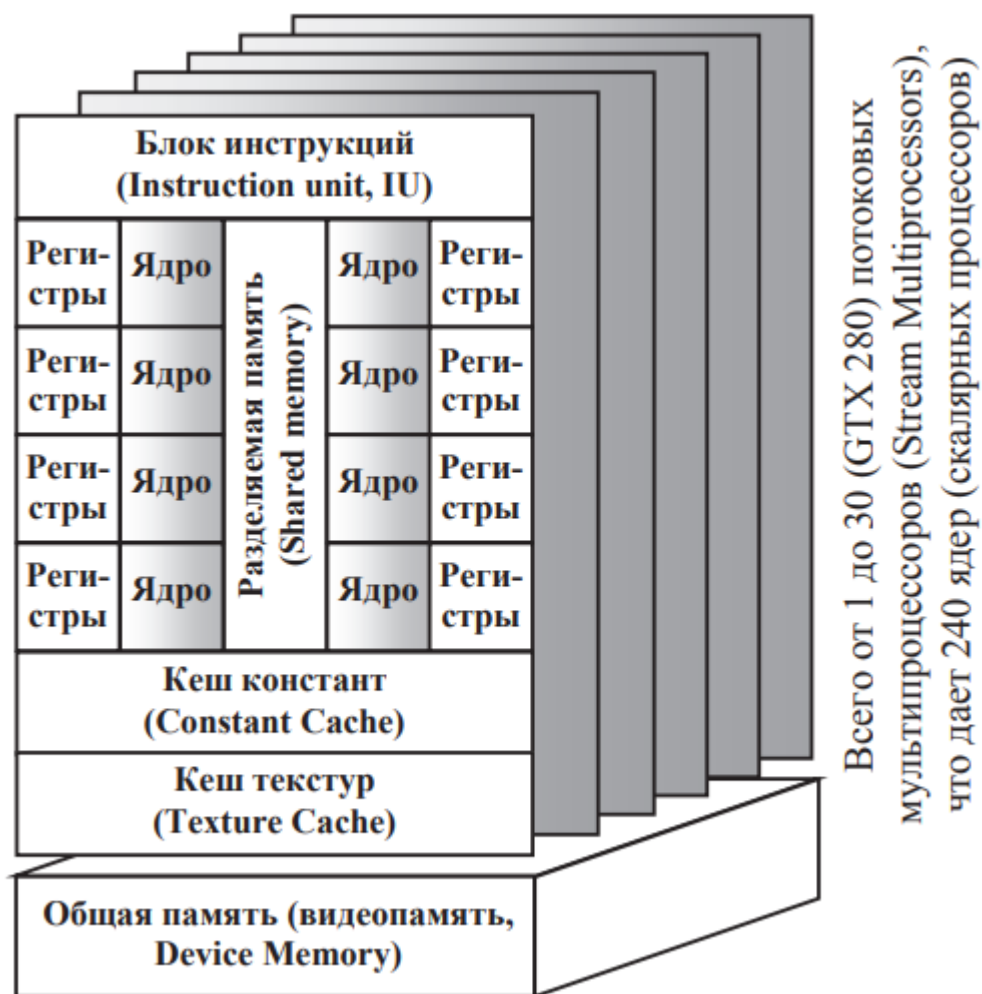 Блок инструкций
(Instruction unit, IU)
Реги-
стры
Ядро
Разделяемая память
(Shared memory)
Ядро
Реги-
стры
Реги-
стры
Ядро
Ядро
Реги-
стры
Реги-
стры
Ядро
Ядро
Реги-
стры
Реги-
стры
Ядро
Ядро
Реги-
стры
Кеш констант
(Constant Cache)
Кеш текстур
(Texture Cache)
Общая память (видеопамять,
Device Memory)
Всего от 1 до 30 (GTX 280) потоковых
мультипроцессоров (Stream Multiprocessors),
что дает 240 ядер (скалярных процессоров)